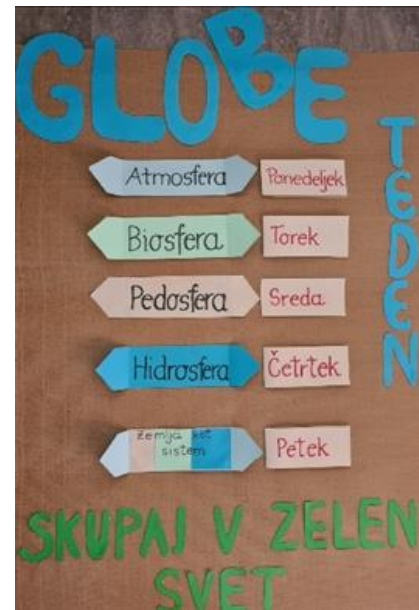 GLOBE
TEDEN
Atmosfera Ponedeljek
Biosfera Torek
Pedosfera Sreda
Hidrosfera Četrtek
Zemlja kot
sistem
Petek
SKUPAJ V ZELEN
SVET